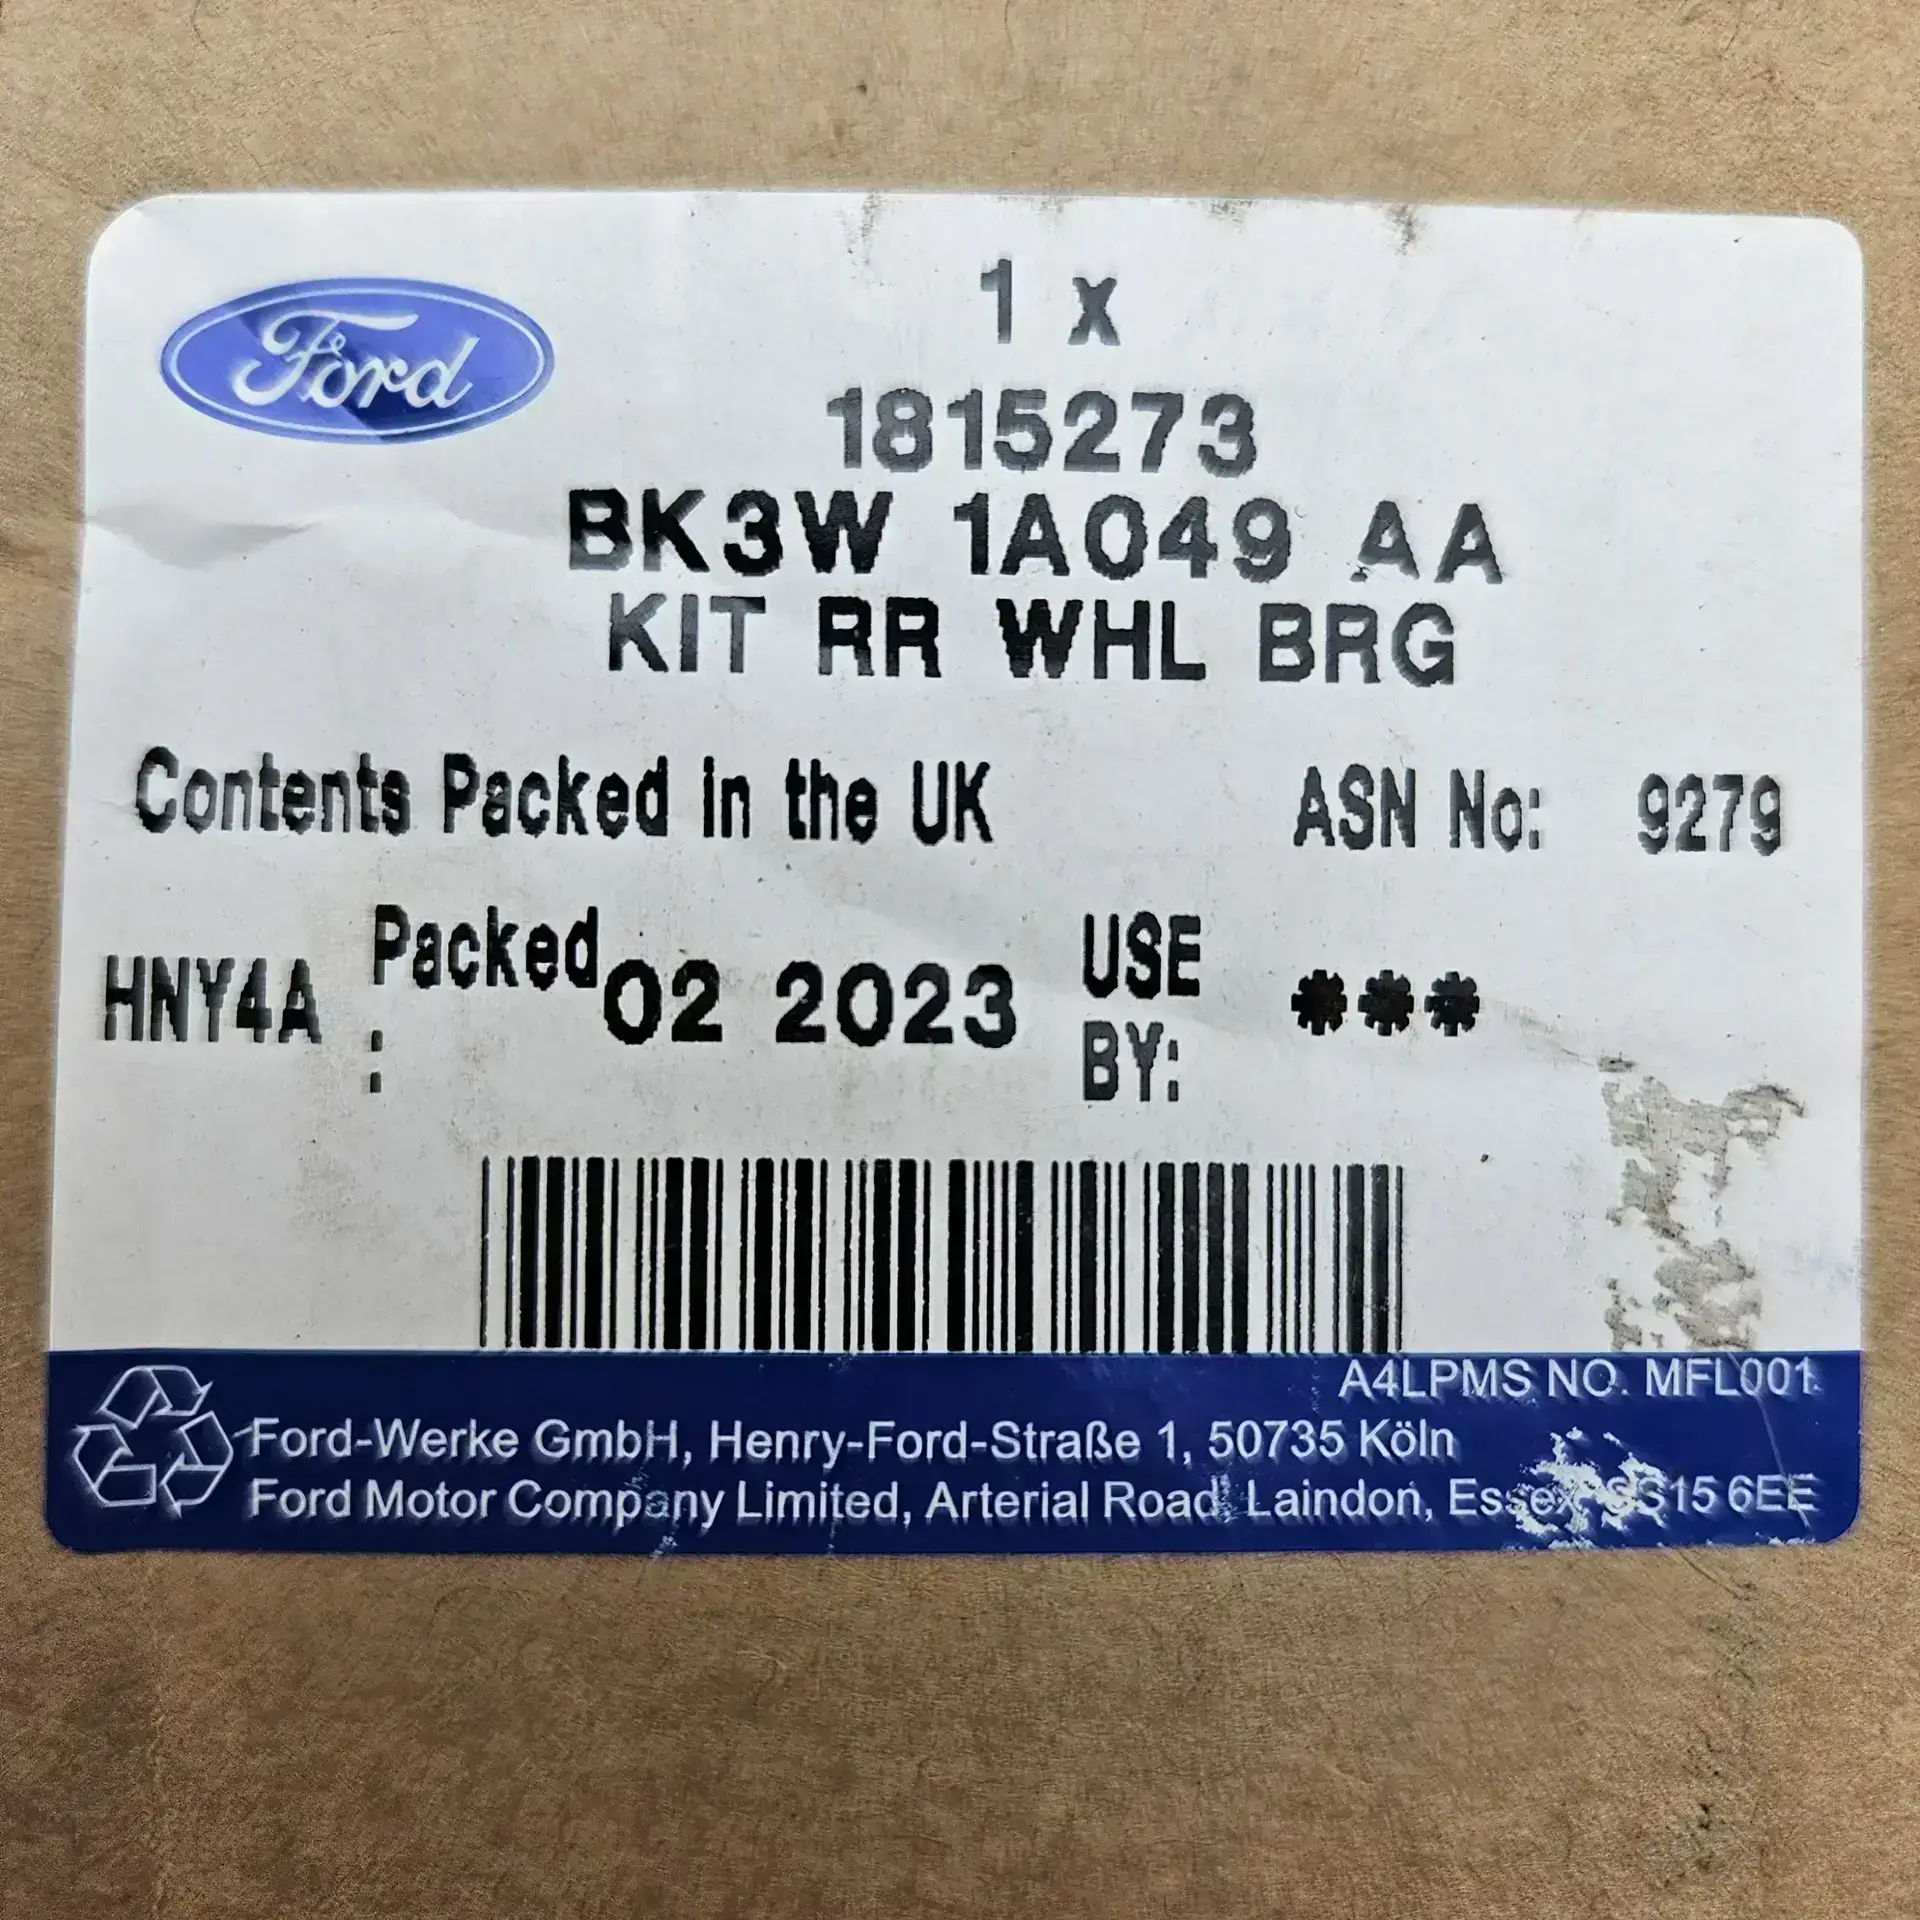 Ford
1 x
1815273
BK3W 1A049 AA
KIT RR WHL BRG
Contents Packed in the UK ASN No: 9279
HNY4A Packed : 02 2023 USE BY: ***
A4LPMS NO. MFL001
Ford-Werke GmbH, Henry-Ford-Straße 1, 50735 Köln
Ford Motor Company Limited, Arterial Road, Laindon, Essex, SS15 6EE